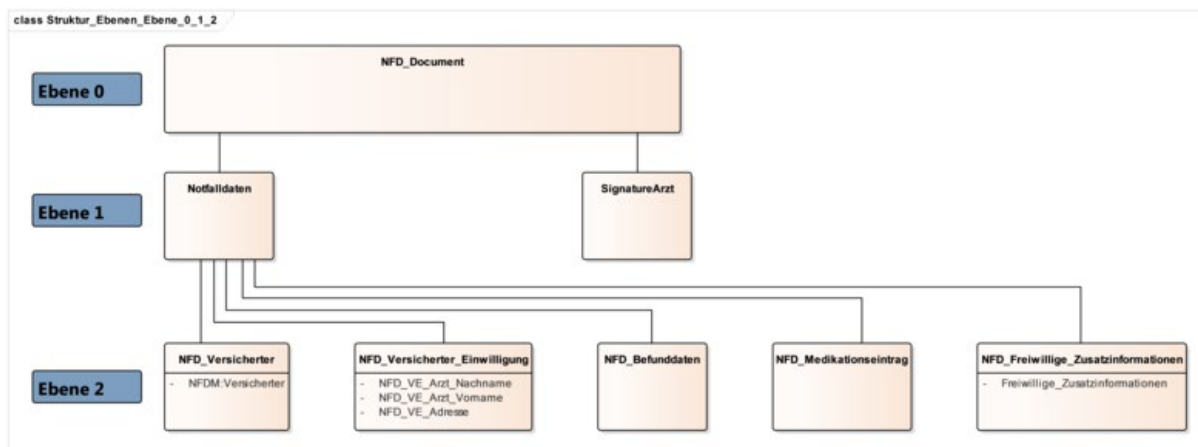 class Struktur_Ebenen_Ebene_0_1_2
Ebene 0
NFD_Document
Ebene 1
Notfalldaten
SignatureArzt
Ebene 2
NFD_Versicherter
- NFDM:Versicherter
NFD_Versicherter_Einwilligung
- NFD_VE_Arzt_Nachname
- NFD_VE_Arzt_Vorname
- NFD_VE_Adresse
NFD_Befunddaten
NFD_Medikationseintrag
NFD_Freiwillige_Zusatzinformationen
- Freiwillige_Zusatzinformationen